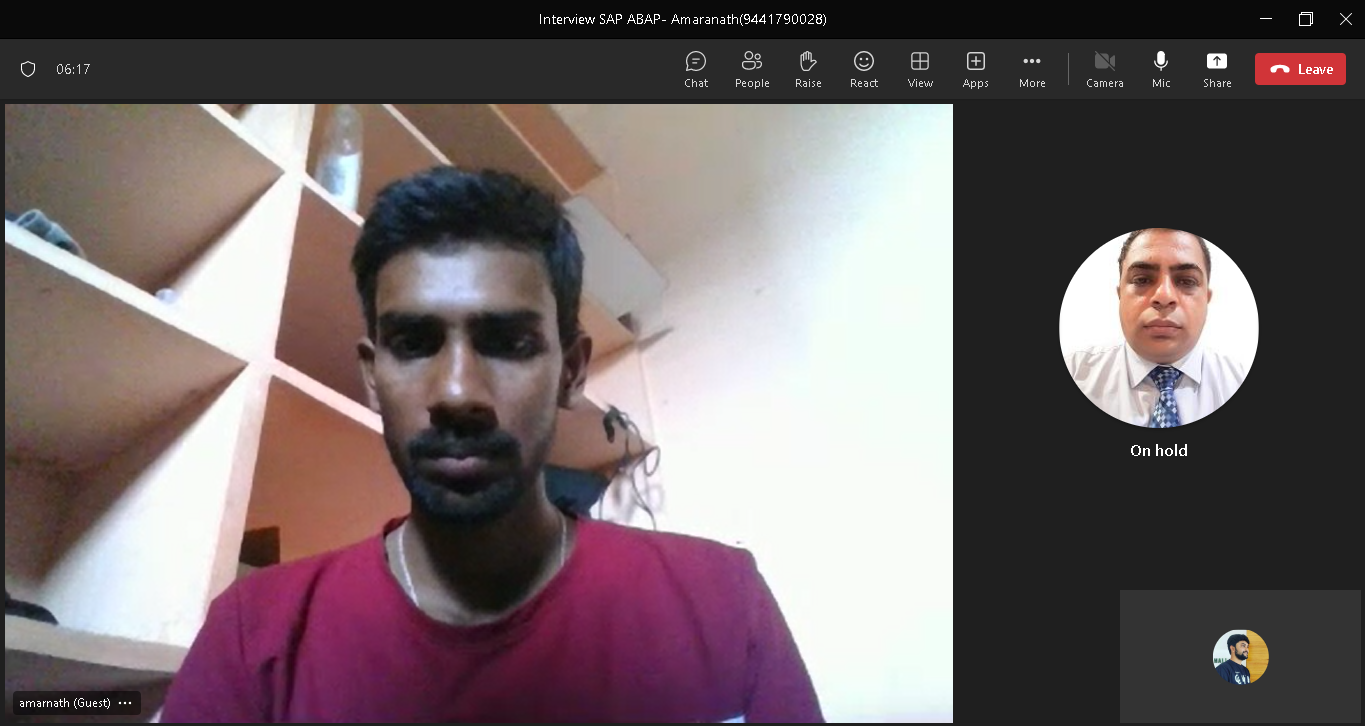 Interview SAP ABAP- Amaranath(9441790028)
06:17
Chat
People
Raise
React
View
Apps
More
Camera
Mic
Share
Leave
On hold
amarnath (Guest)